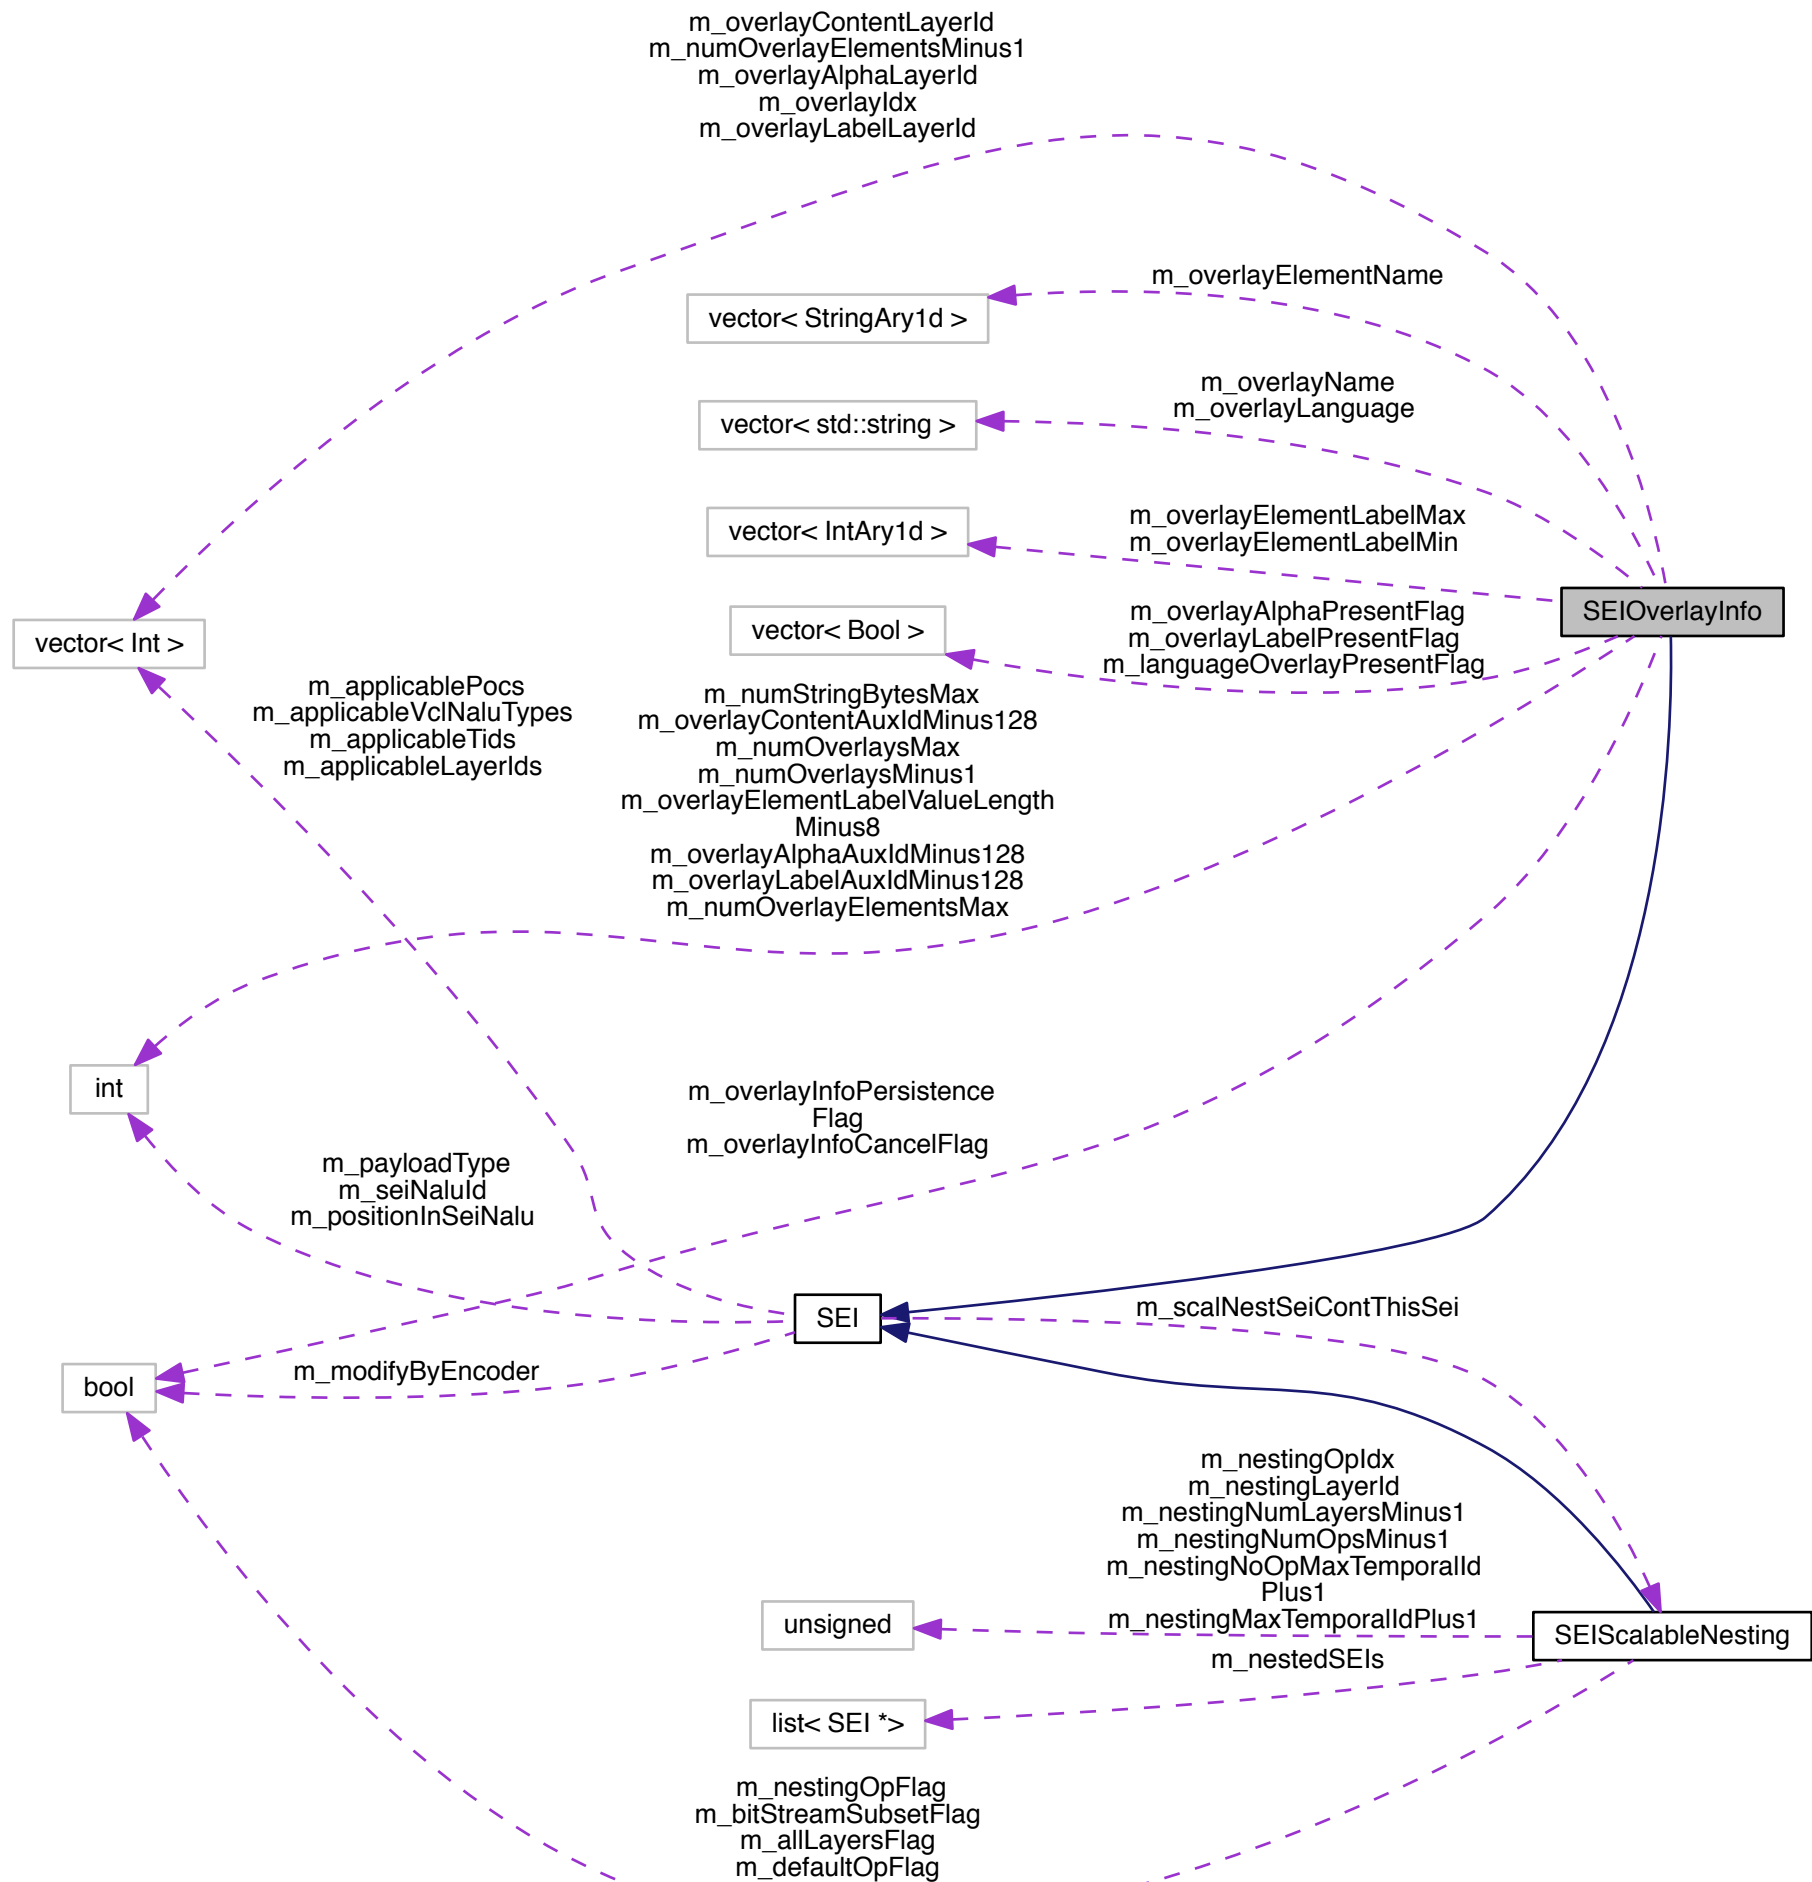 m_overlayContentLayerId
m_numOverlayElementsMinus1
m_overlayAlphaLayerId
m_overlayIdx
m_overlayLabelLayerId
m_overlayElementName
vector< StringAry1d >
m_overlayName
m_overlayLanguage
vector< std::string >
m_overlayElementLabelMax
m_overlayElementLabelMin
vector< IntAry1d >
SEIOverlayInfo
m_overlayAlphaPresentFlag
m_overlayLabelPresentFlag
m_languageOverlayPresentFlag
vector< Bool >
vector< Int >
m_applicablePocs
m_applicableVclNaluTypes
m_applicableTids
m_applicableLayerIds
m_numStringBytesMax
m_overlayContentAuxIdMinus128
m_numOverlaysMax
m_numOverlaysMinus1
m_overlayElementLabelValueLength
Minus8
m_overlayAlphaAuxIdMinus128
m_overlayLabelAuxIdMinus128
m_numOverlayElementsMax
int
m_overlayInfoPersistence
Flag
m_overlayInfoCancelFlag
m_payloadType
m_seiNaluId
m_positionInSeiNalu
SEI
m_scalNestSeiContThisSei
m_modifyByEncoder
bool
m_nestingOpIdx
m_nestingLayerId
m_nestingNumLayersMinus1
m_nestingNumOpsMinus1
m_nestingNoOpMaxTemporalId
Plus1
m_nestingMaxTemporalIdPlus1
unsigned
SEIScalableNesting
m_nestedSEIs
list< SEI *>
m_nestingOpFlag
m_bitStreamSubsetFlag
m_allLayersFlag
m_defaultOpFlag